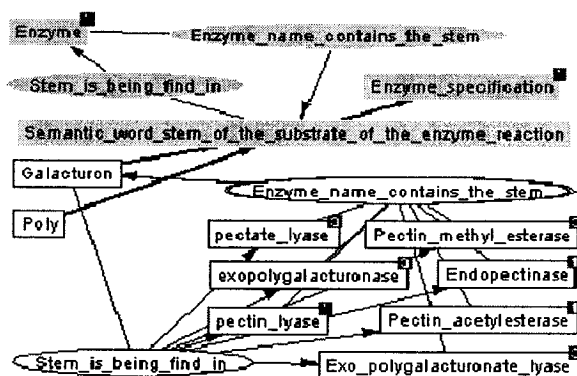 Enzyme
Enzyme_name_contains_the_stem
Stem_is_being_find_in
Enzyme_specification
Semantic_word_stem_of_the_substrate_of_the_enzyme_reaction
Galacturon
Enzyme_name_contains_the_stem
Poly
pectate_lyase
Pectin_methyl_esterase
exopolygalacturonase
Endopectinase
pectin_lyase
Pectin_acetylesterase
Stem_is_being_find_in
Exo_polygalacturonate_lyase